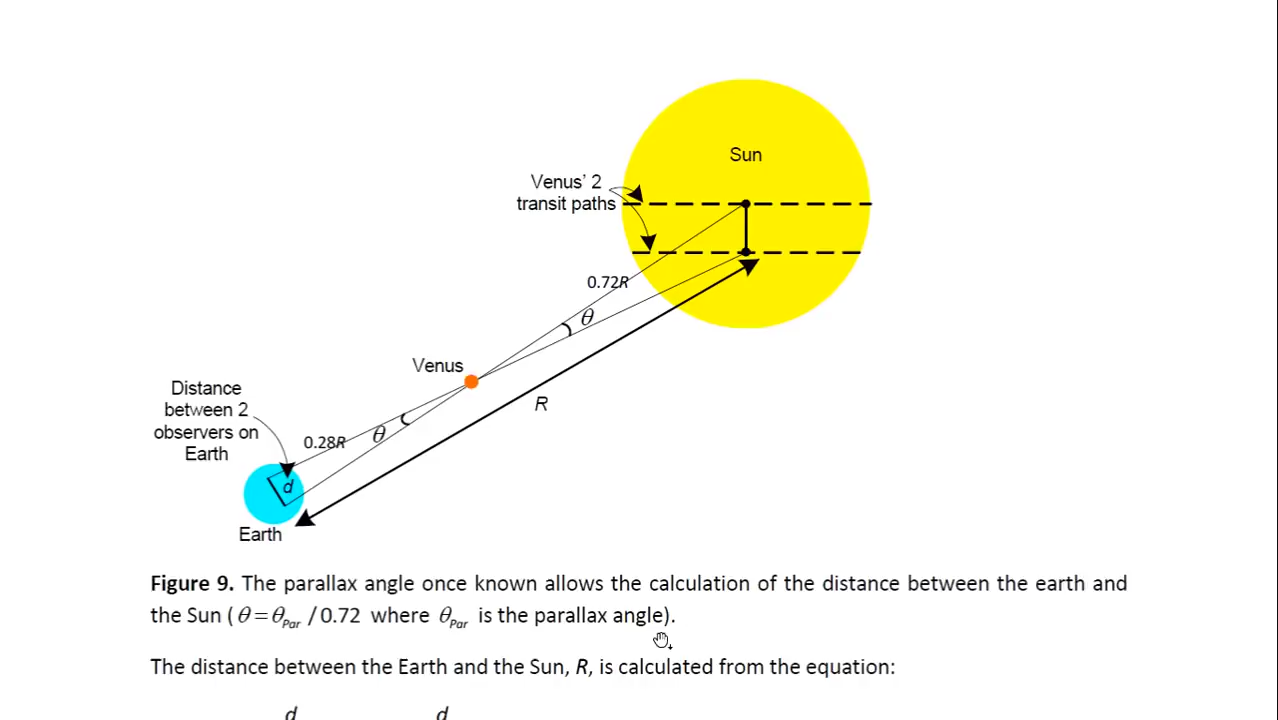 Sun
Venus' 2
transit paths
0.72R
θ
Venus
Distance
between 2
observers on
Earth
R
θ
0.28R
d
Earth
Figure 9. The parallax angle once known allows the calculation of the distance between the earth and
the Sun ( θ = θPar / 0.72 where θPar is the parallax angle).
The distance between the Earth and the Sun, R, is calculated from the equation:
d d